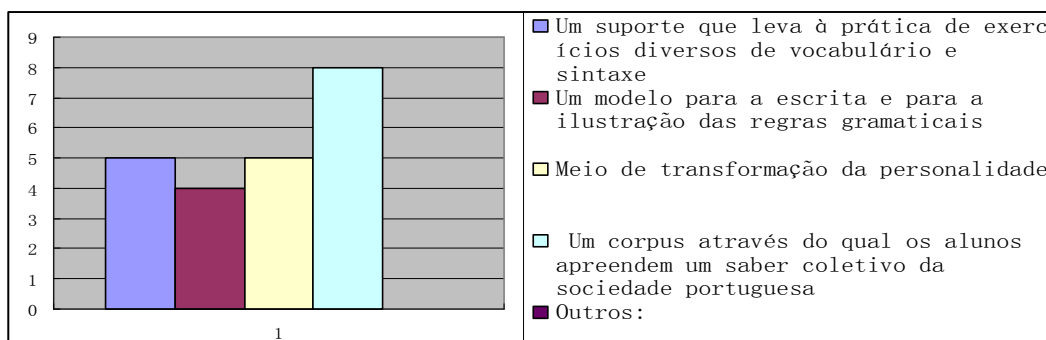 9
8
7
6
5
4
3
2
1
0
1
Um suporte que leva à prática de exerc
ícios diversos de vocabulário e
sintaxe
Um modelo para a escrita e para a
ilustração das regras gramaticais
Meio de transformação da personalidade
Um corpus através do qual os alunos
apreendem um saber coletivo da
sociedade portuguesa
Outros: